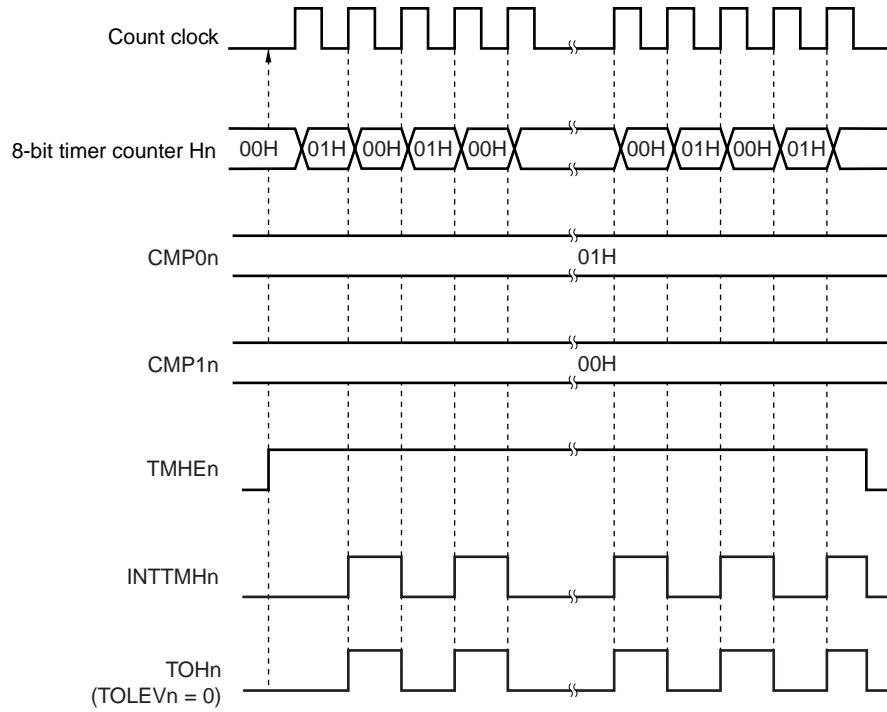 Count clock
8-bit timer counter Hn 00H 01H 00H 01H 00H 00H 01H 00H 01H
CMP0n 01H
CMP1n 00H
TMHEn
INTTMHn
TOHn
(TOLEVn = 0)